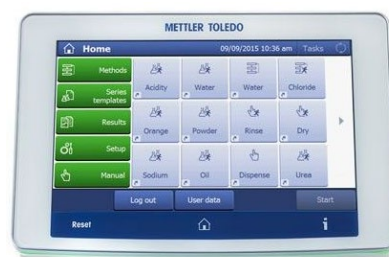 METTLER TOLEDO
Home 09/09/2015 10:36 am Tasks
Methods
Series
templates
Results
Setup
Manual
Acidity Water Water Chloride
Orange Powder Rinse Dry
Sodium Oil Dispense Urea
Log out User data Start
Reset i